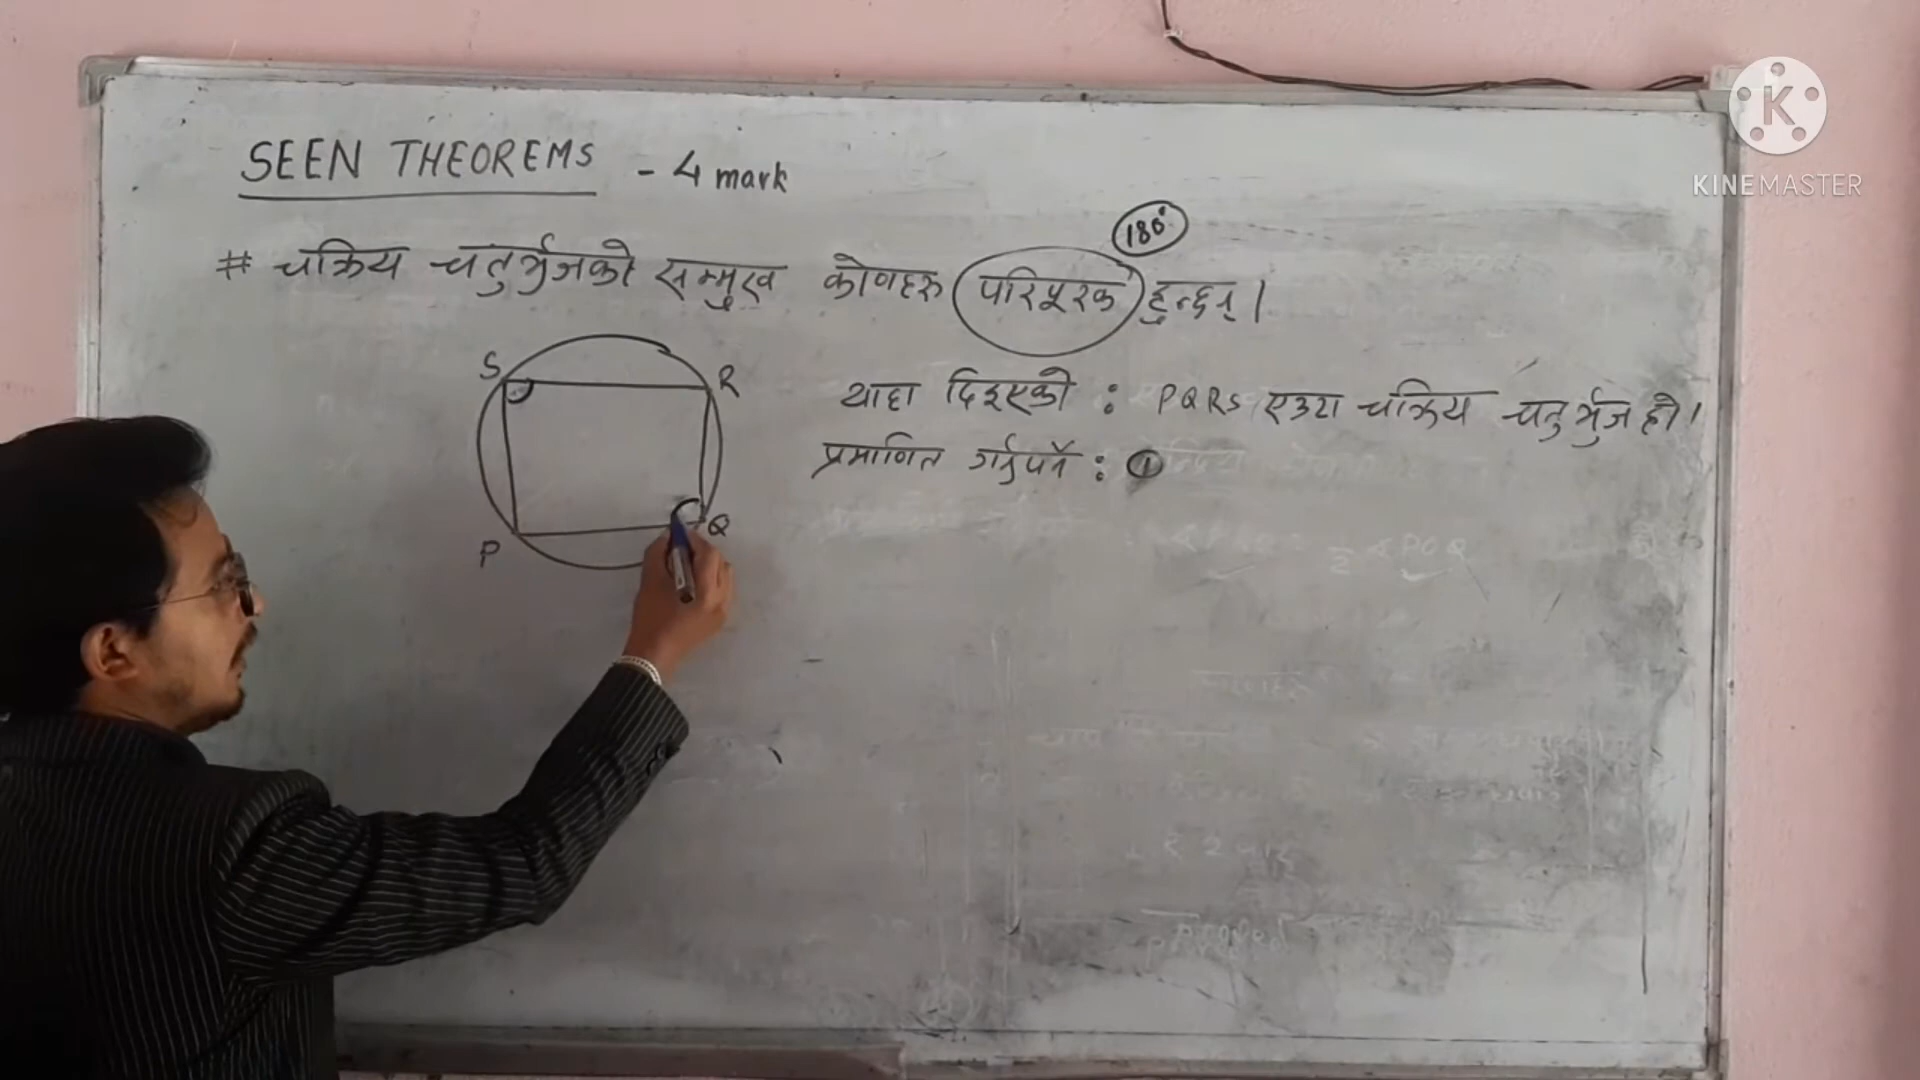 SEEN THEOREMS - 4 mark
180°
# चक्रिय चतुर्भुजको सम्मुख कोणहरु परिपूरक हुन्छन् ।
S
R
यहा दिइएको : PQRS एउटा चक्रिय चतुर्भुज हो ।
प्रमाणित गर्नुपर्ने : ①
P
Q
K
KINEMASTER